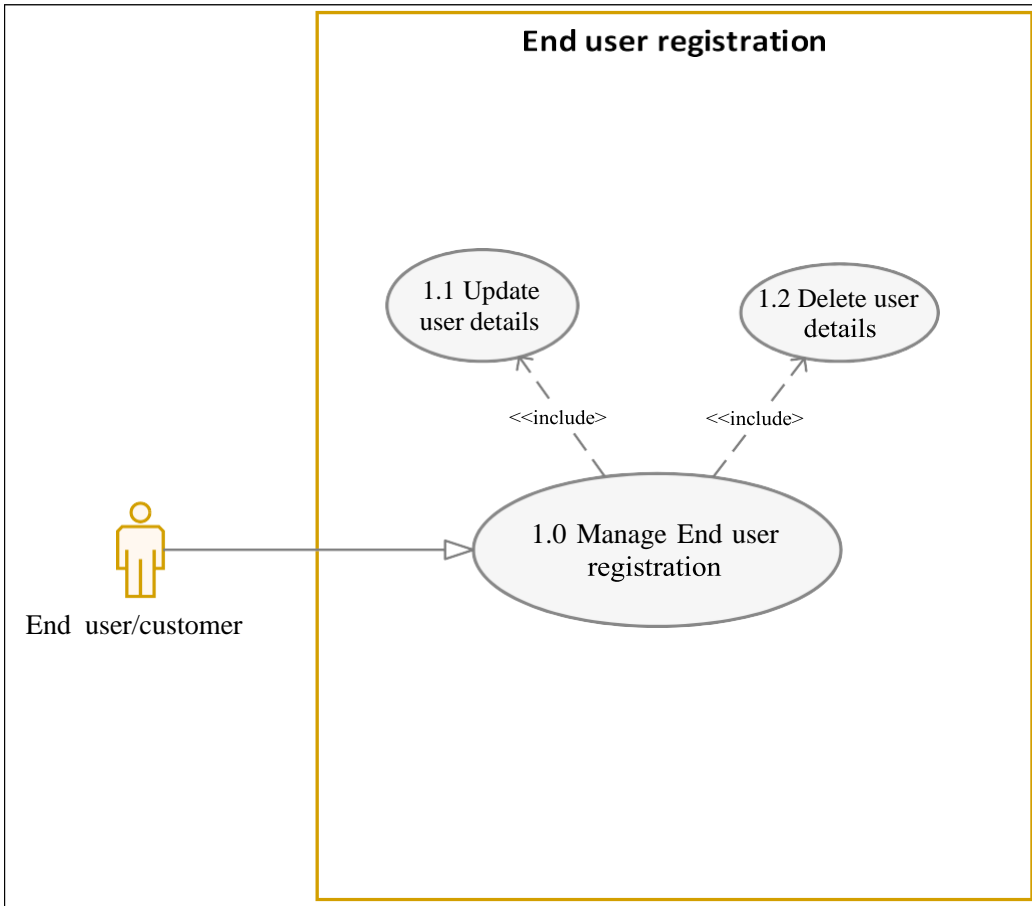 End user registration
1.1 Update
user details
1.2 Delete user
details
<<include>
<<include>
1.0 Manage End user
registration
End user/customer